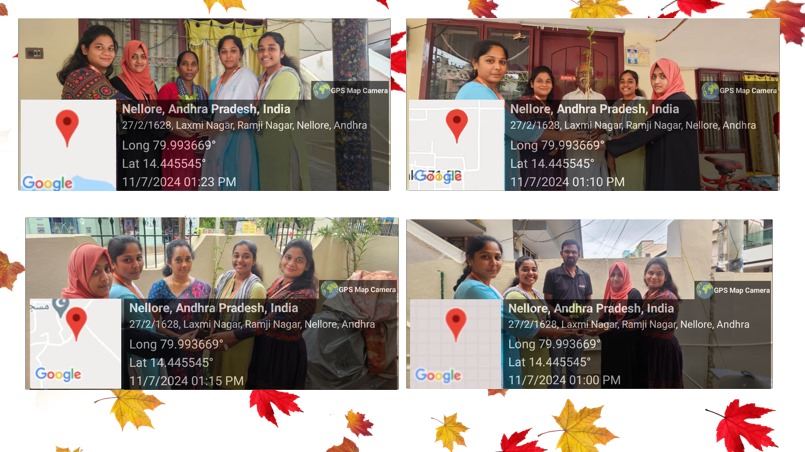 GPS Map Camera
Nellore, Andhra Pradesh, India
27/2/1628, Laxmi Nagar, Ramji Nagar, Nellore, Andhra
Long 79.993669°
Lat 14.445545°
11/7/2024 01:23 PM
Google
GPS Map Camera
Nellore, Andhra Pradesh, India
27/2/1628, Laxmi Nagar, Ramji Nagar, Nellore, Andhra
Long 79.993669°
Lat 14.445545°
11/7/2024 01:10 PM
Google
GPS Map Camera
Nellore, Andhra Pradesh, India
27/2/1628, Laxmi Nagar, Ramji Nagar, Nellore, Andhra
Long 79.993669°
Lat 14.445545°
11/7/2024 01:15 PM
Google
GPS Map Camera
Nellore, Andhra Pradesh, India
27/2/1628, Laxmi Nagar, Ramji Nagar, Nellore, Andhra
Long 79.993669°
Lat 14.445545°
11/7/2024 01:00 PM
Google